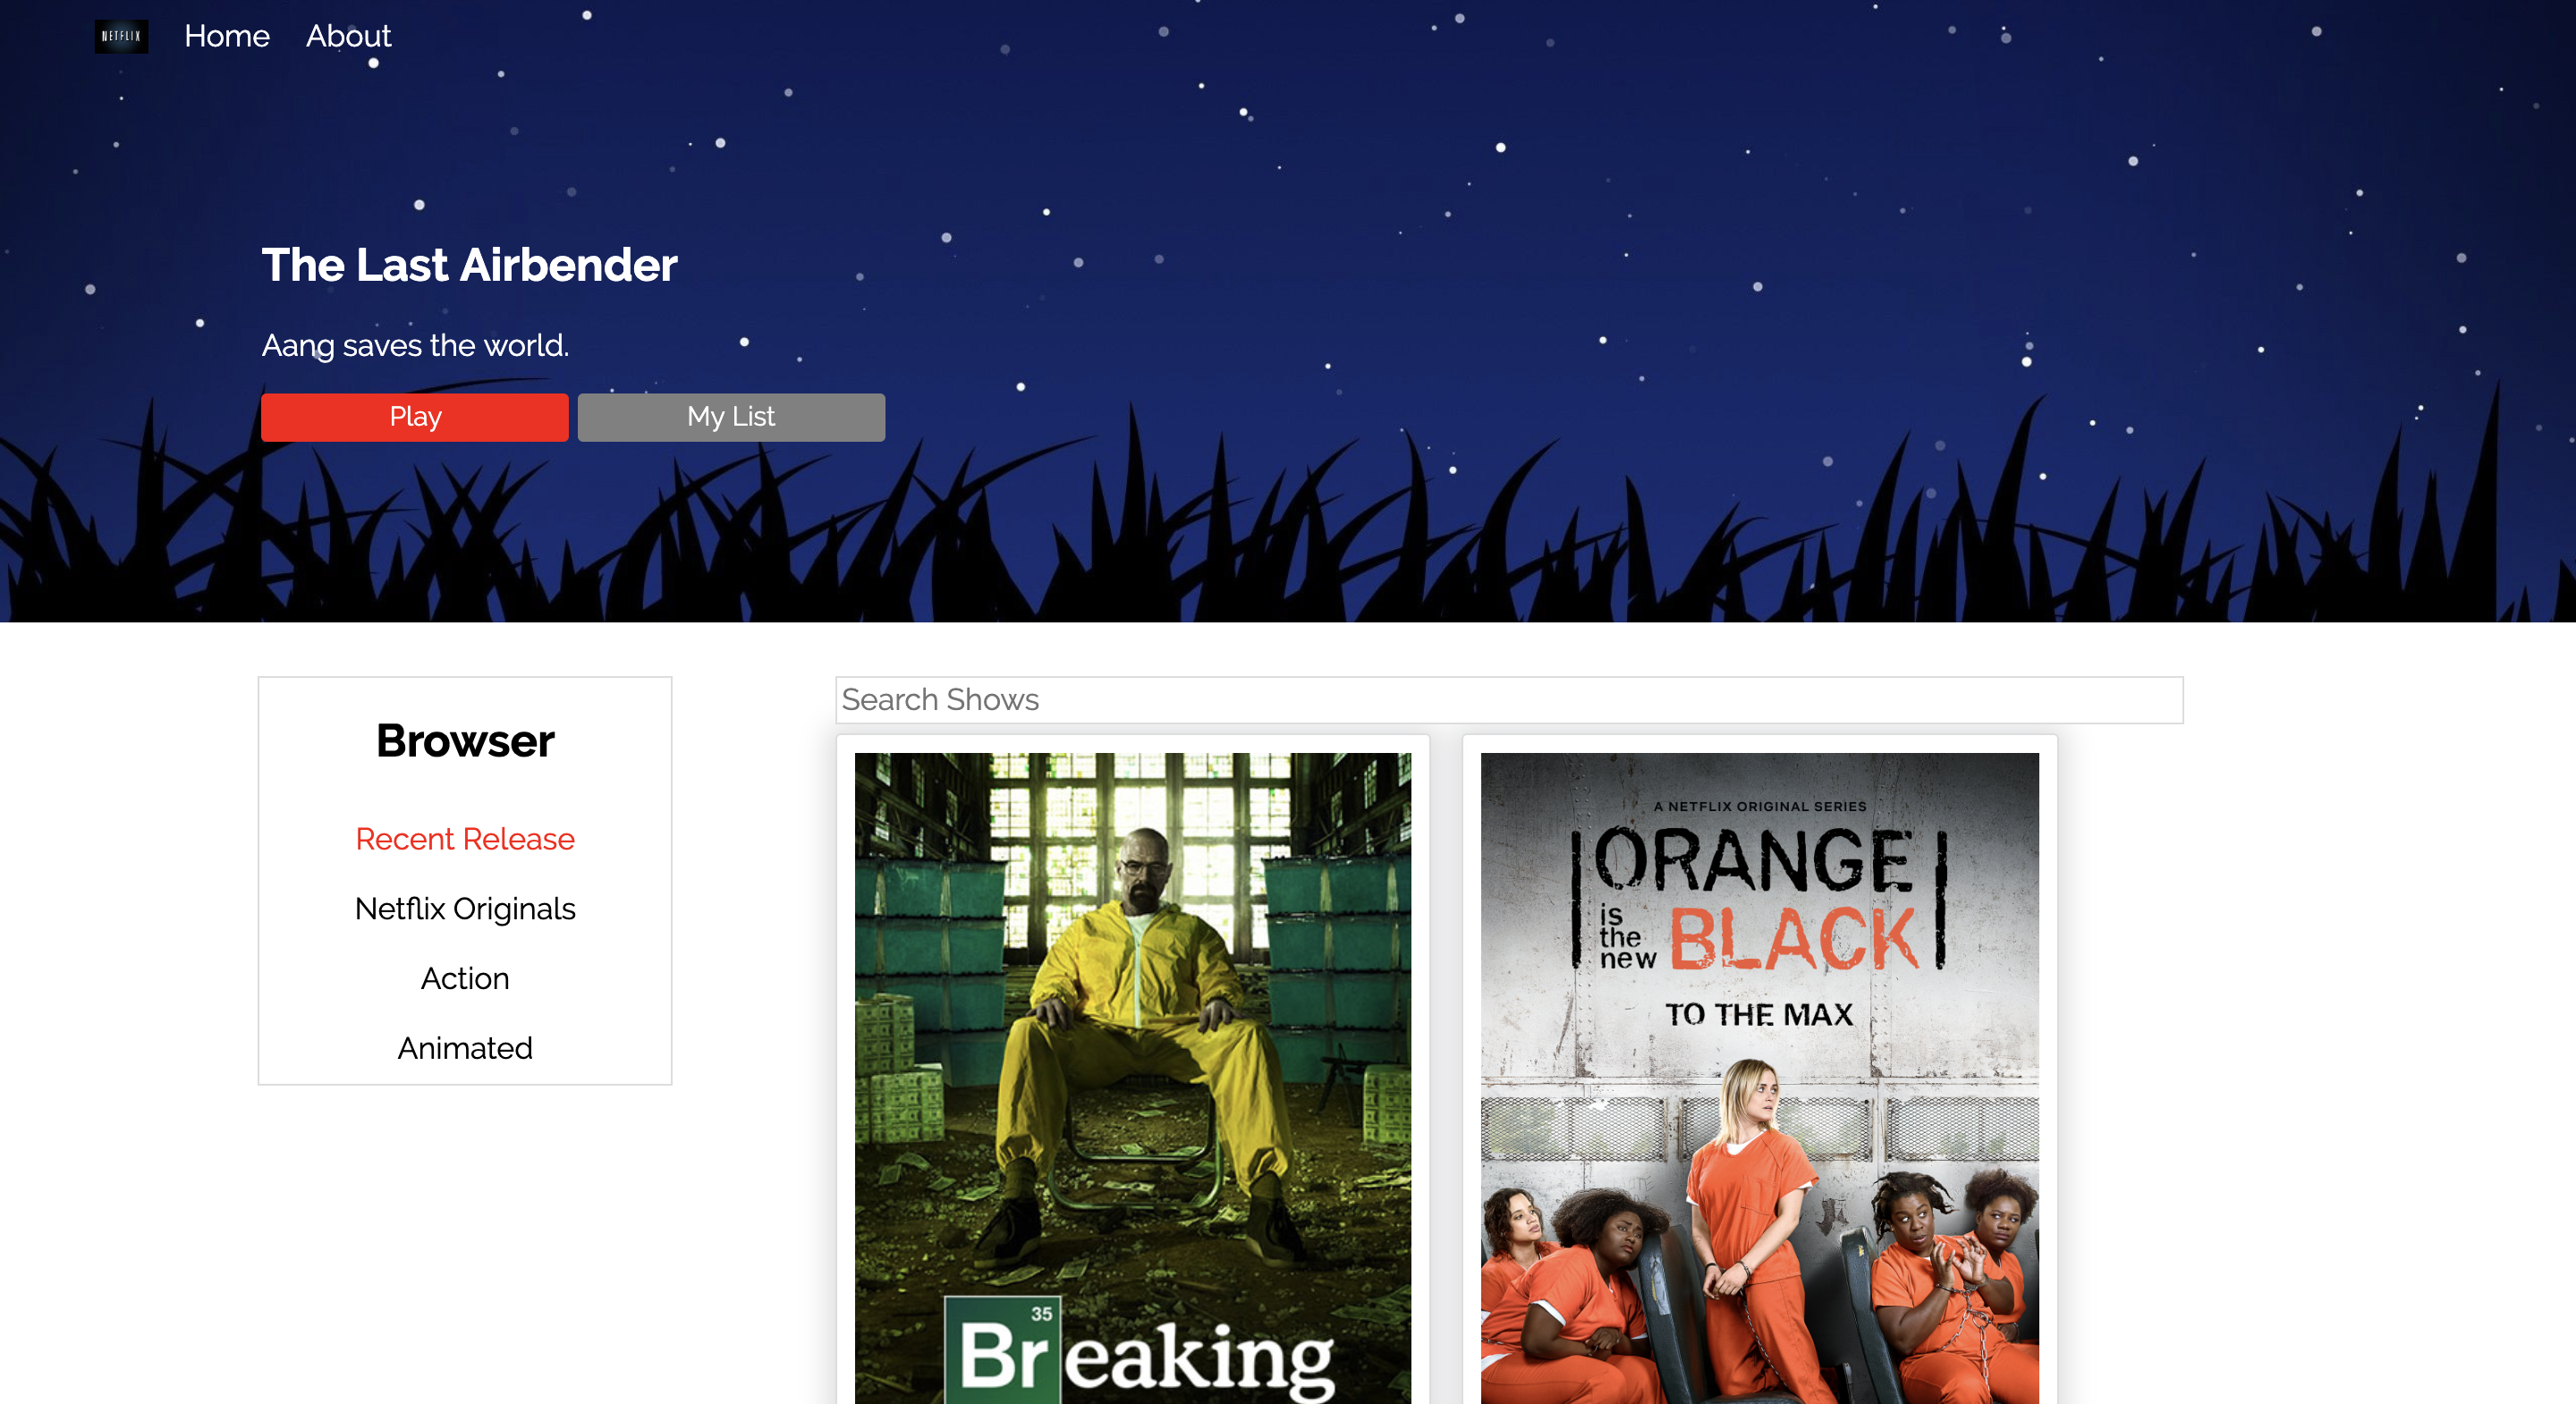 NETFLIX
Home
About
The Last Airbender
Aang saves the world.
Play
My List
Browser
Recent Release
Netflix Originals
Action
Animated
Search Shows
35
Breaking
A NETFLIX ORIGINAL SERIES
ORANGE
is
the
new BLACK
TO THE MAX